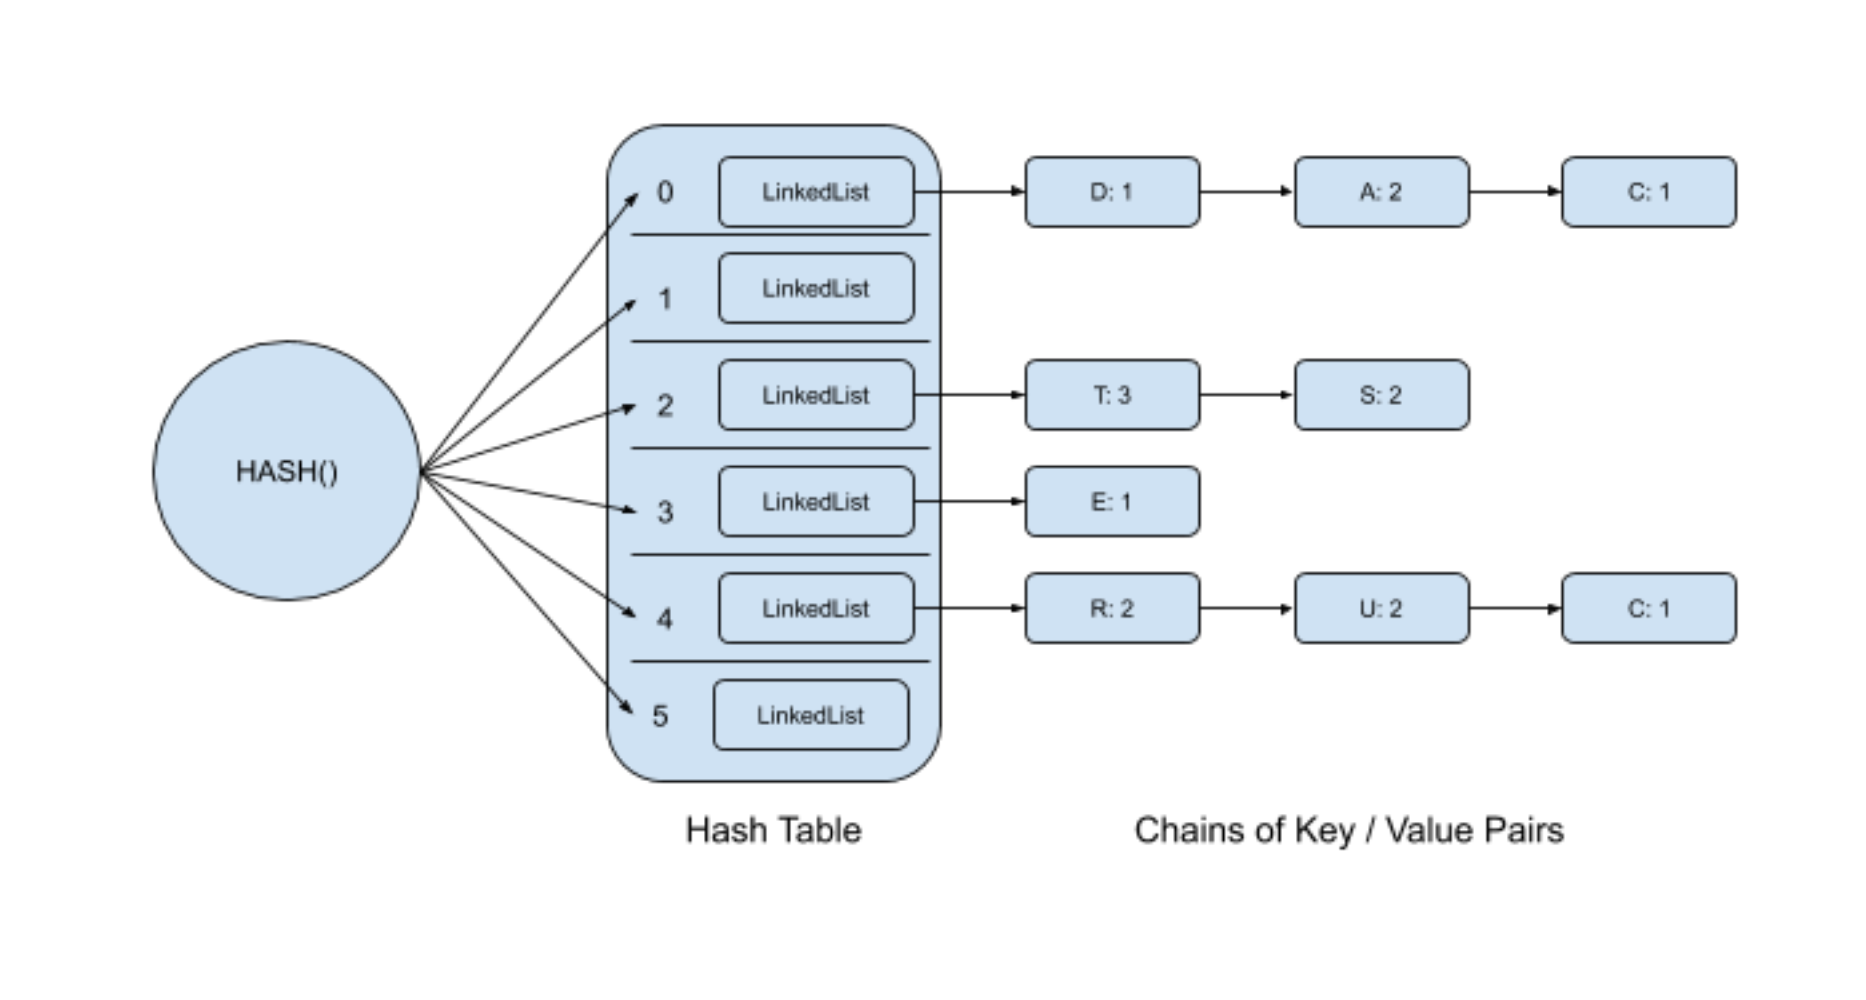 0 LinkedList D: 1 A: 2 C: 1
1 LinkedList
2 LinkedList T: 3 S: 2
HASH()
3 LinkedList E: 1
4 LinkedList R: 2 U: 2 C: 1
5 LinkedList
Hash Table Chains of Key / Value Pairs